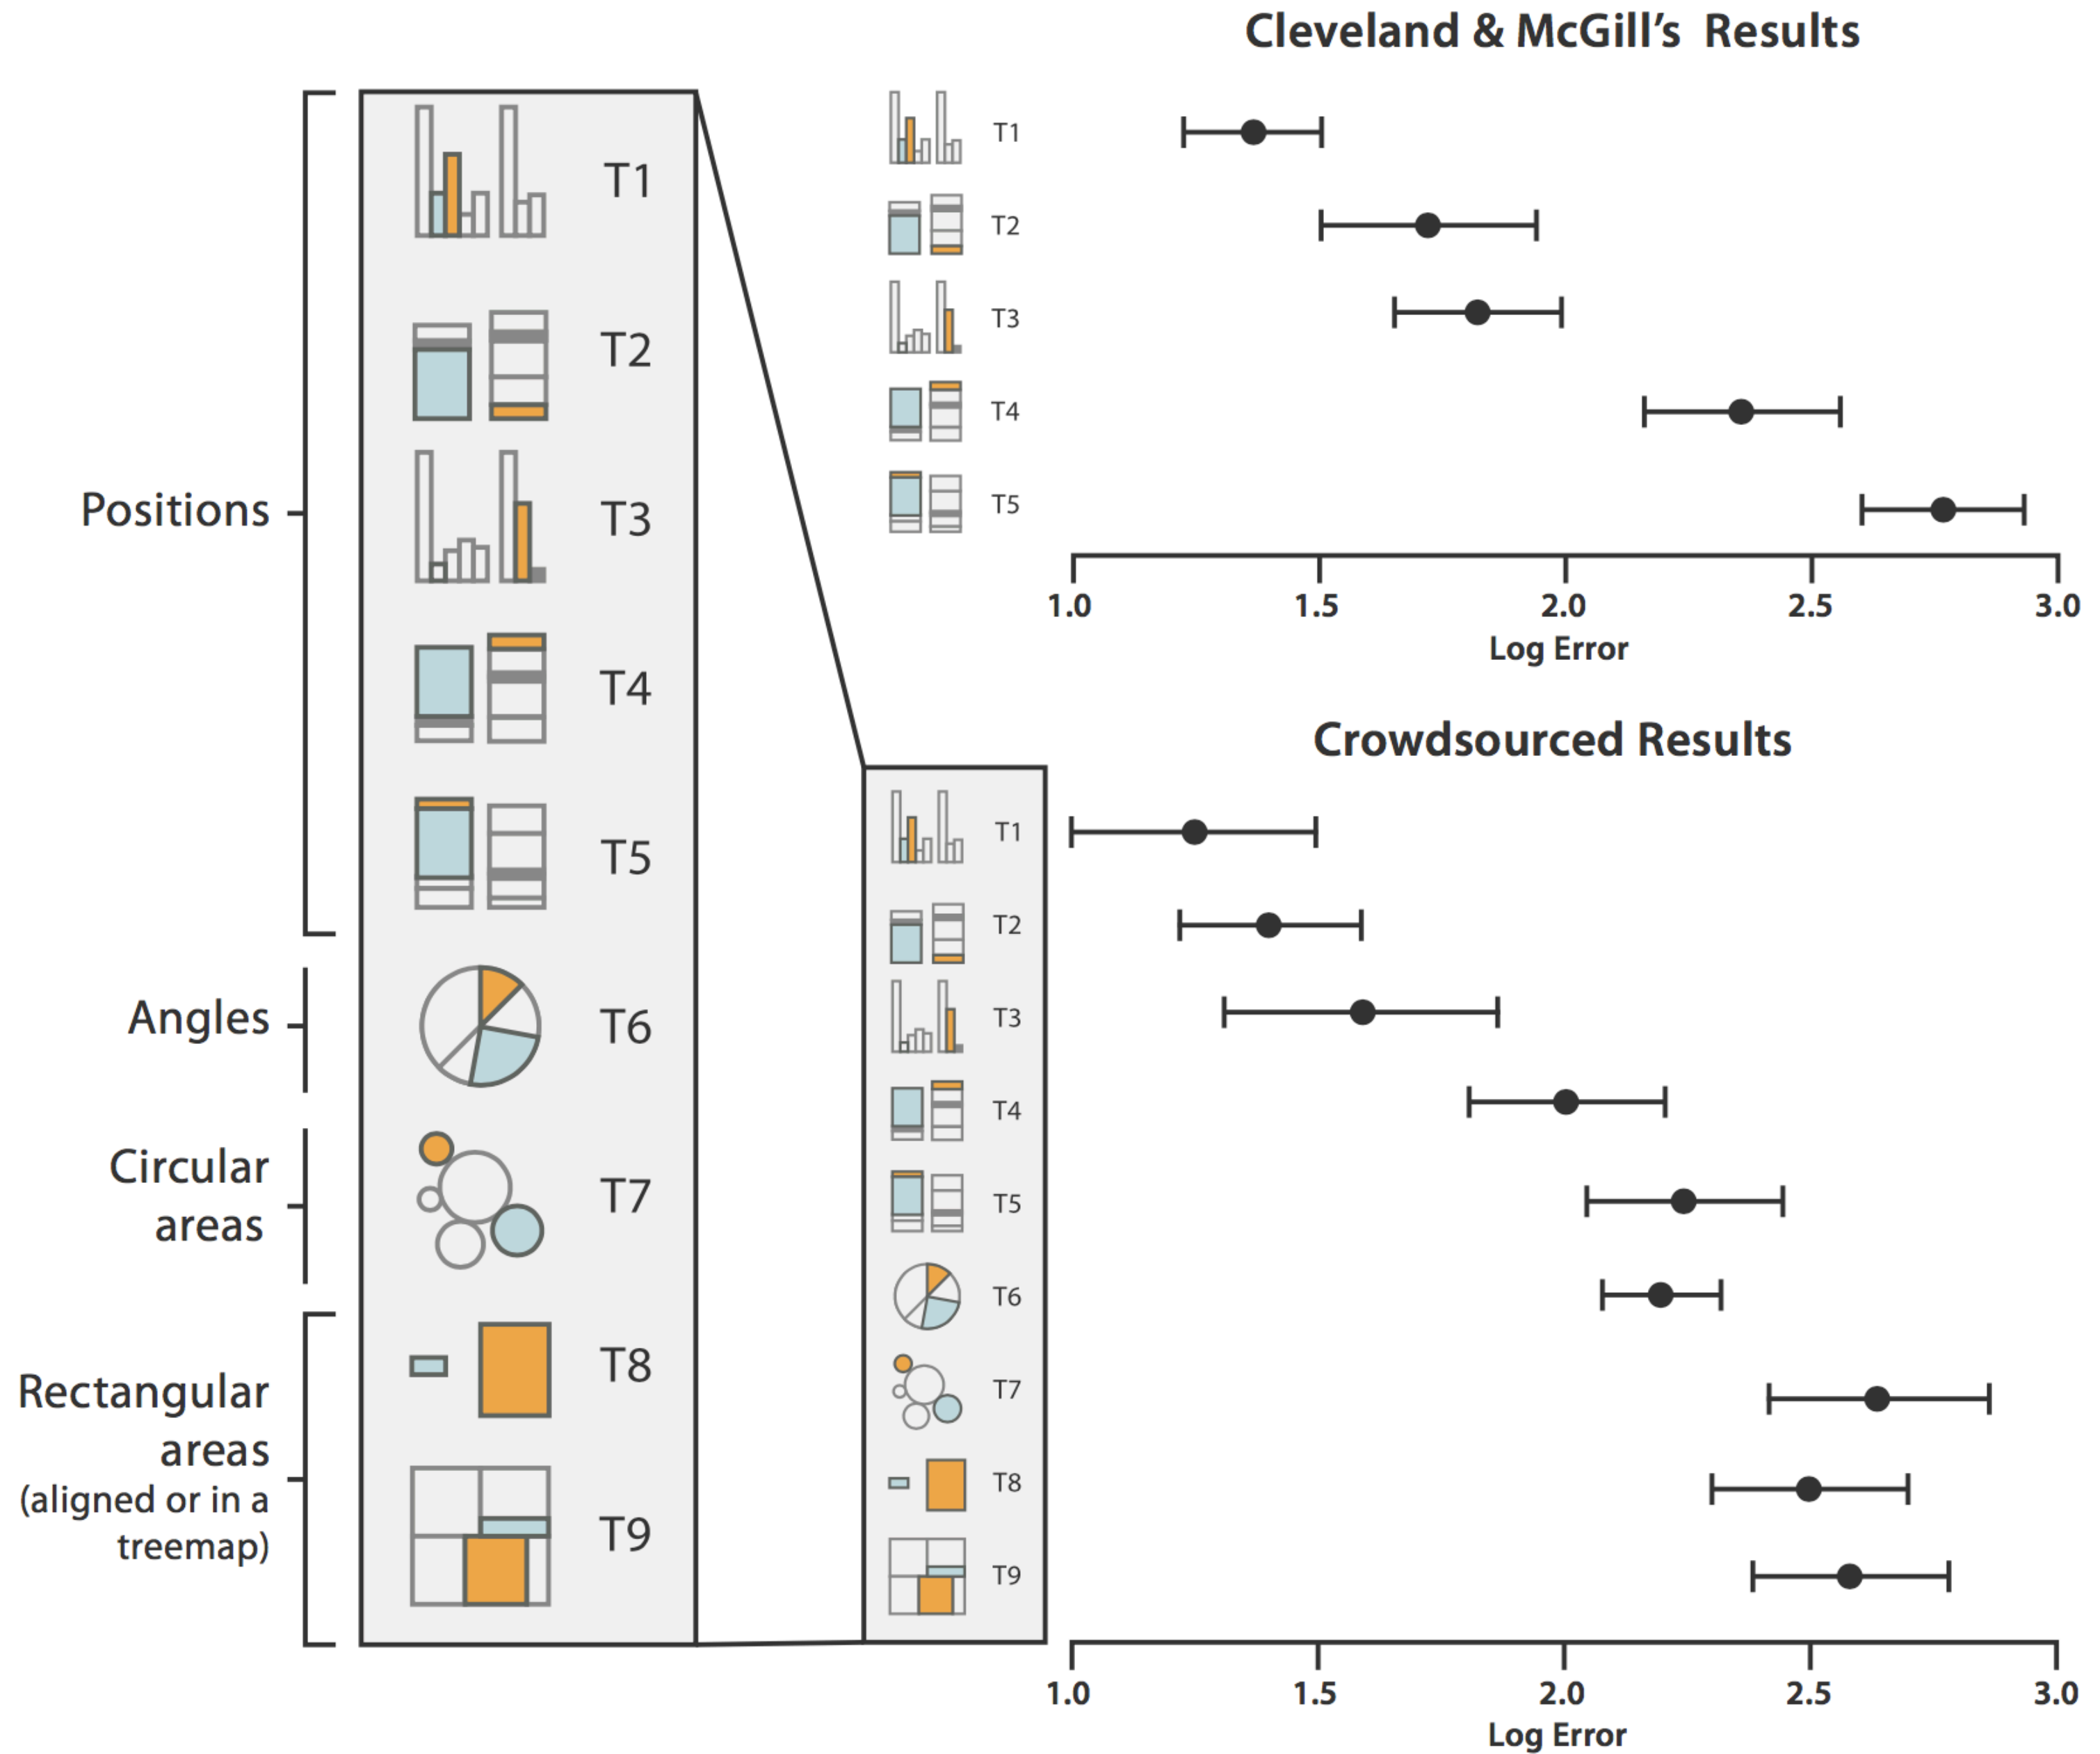 Positions
Angles
Circular
areas
Rectangular
areas
(aligned or in a
treemap)
T1
T2
T3
T4
T5
T6
T7
T8
T9
Cleveland & McGill’s Results
T1
T2
T3
T4
T5
1.0 1.5 2.0 2.5 3.0
Log Error
Crowdsourced Results
T1
T2
T3
T4
T5
T6
T7
T8
T9
1.0 1.5 2.0 2.5 3.0
Log Error